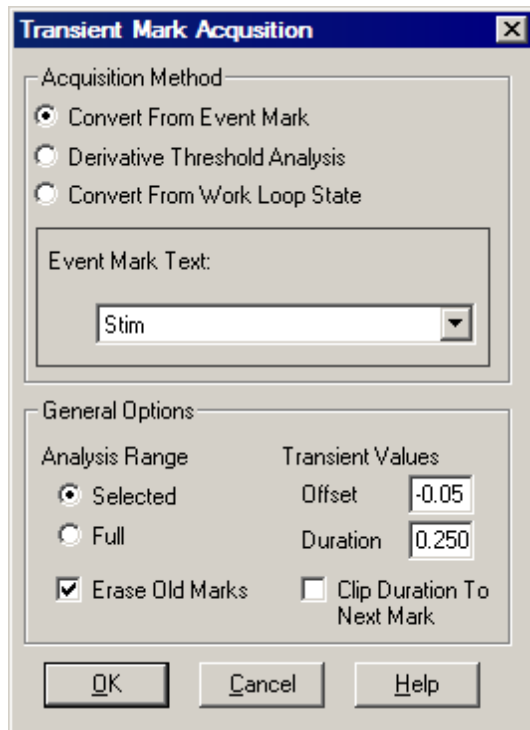 Transient Mark Acqusition
Acquisition Method
Convert From Event Mark
Derivative Threshold Analysis
Convert From Work Loop State
Event Mark Text:
Stim
General Options
Analysis Range
Selected
Full
Erase Old Marks
Transient Values
Offset -0.05
Duration 0.250
Clip Duration To
Next Mark
OK Cancel Help